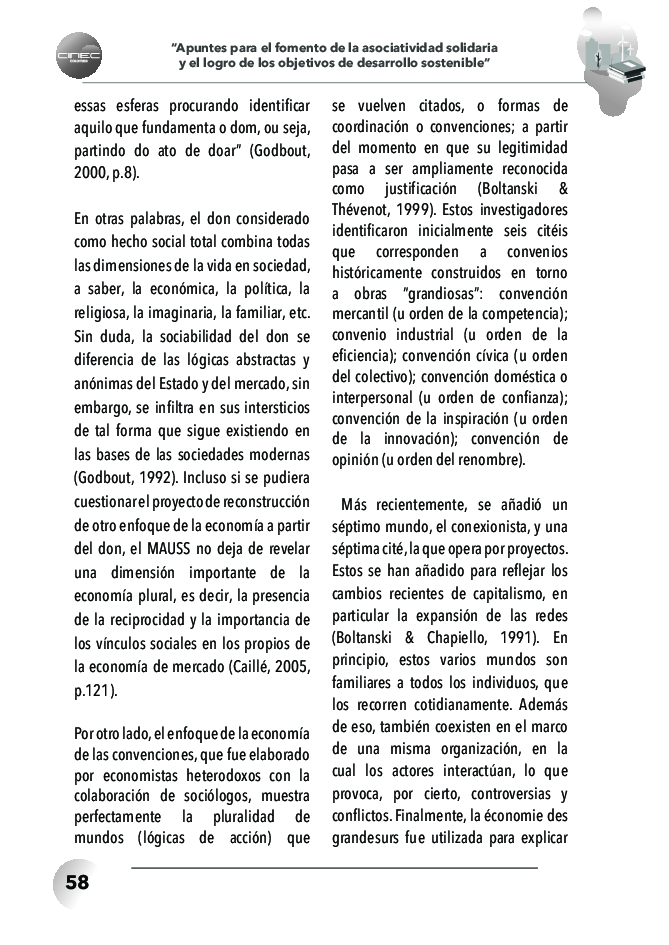 CINEC
COLOMBIA
“Apuntes para el fomento de la asociatividad solidaria
y el logro de los objetivos de desarrollo sostenible”
essas esferas procurando identificar
aquilo que fundamenta o dom, ou seja,
partindo do ato de doar” (Godbout,
2000, p.8).
En otras palabras, el don considerado
como hecho social total combina todas
las dimensiones de la vida en sociedad,
a saber, la económica, la política, la
religiosa, la imaginaria, la familiar, etc.
Sin duda, la sociabilidad del don se
diferencia de las lógicas abstractas y
anónimas del Estado y del mercado, sin
embargo, se infiltra en sus intersticios
de tal forma que sigue existiendo en
las bases de las sociedades modernas
(Godbout, 1992). Incluso si se pudiera
cuestionar el proyecto de reconstrucción
de otro enfoque de la economía a partir
del don, el MAUSS no deja de revelar
una dimensión importante de la
economía plural, es decir, la presencia
de la reciprocidad y la importancia de
los vínculos sociales en los propios de
la economía de mercado (Caillé, 2005,
p.121).
Por otro lado, el enfoque de la economía
de las convenciones, que fue elaborado
por economistas heterodoxos con la
colaboración de sociólogos, muestra
perfectamente la pluralidad de
mundos (lógicas de acción) que
se vuelven citados, o formas de
coordinación o convenciones; a partir
del momento en que su legitimidad
pasa a ser ampliamente reconocida
como justificación (Boltanski &
Thévenot, 1999). Estos investigadores
identificaron inicialmente seis citéis
que corresponden a convenios
históricamente construidos en torno
a obras "grandiosas": convención
mercantil (u orden de la competencia);
convenio industrial (u orden de la
eficiencia); convención cívica (u orden
del colectivo); convención doméstica o
interpersonal (u orden de confianza);
convención de la inspiración (u orden
de la innovación); convención de
opinión (u orden del renombre).
Más recientemente, se añadió un
séptimo mundo, el conexionista, y una
séptima cité, la que opera por proyectos.
Estos se han añadido para reflejar los
cambios recientes de capitalismo, en
particular la expansión de las redes
(Boltanski & Chapiello, 1991). En
principio, estos varios mundos son
familiares a todos los individuos, que
los recorren cotidianamente. Además
de eso, también coexisten en el marco
de una misma organización, en la
cual los actores interactúan, lo que
provoca, por cierto, controversias y
conflictos. Finalmente, la économie des
grandesurs fue utilizada para explicar
58